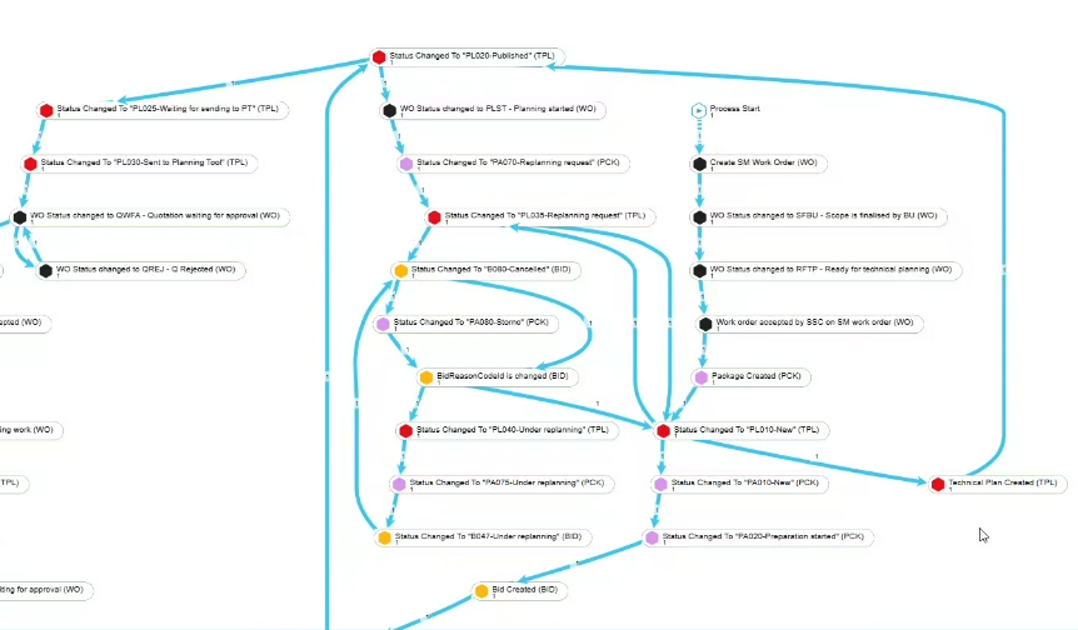 Status Changed To "PL020-Published" (TPL)
1
1
Status Changed To "PL025-Waiting for sending to PT" (TPL)
1
WO Status changed to PLST - Planning started (WO)
1
Process Start
1
Status Changed To "PL030-Sent to Planning Tool" (TPL)
1
Status Changed To "PA070-Replanning request" (PCK)
1
Create SM Work Order (WO)
1
WO Status changed to QWFA - Quotation waiting for approval (WO)
1
Status Changed To "PL035-Replanning request" (TPL)
1
WO Status changed to SFBU - Scope is finalised by BU (WO)
1
WO Status changed to QREJ - Q Rejected (WO)
1
Status Changed To "B080-Cancelled" (BID)
1
WO Status changed to RFTP - Ready for technical planning (WO)
1
epted (WO)
Status Changed To "PA080-Storno" (PCK)
1
1
Work order accepted by SSC on SM work order (WO)
1
BidReasonCodeId is changed (BID)
1
Package Created (PCK)
1
1
ing work (WO)
Status Changed To "PL040-Under replanning" (TPL)
1
Status Changed To "PL010-New" (TPL)
1
1
TPL)
Status Changed To "PA075-Under replanning" (PCK)
1
Status Changed To "PA010-New" (PCK)
1
Technical Plan Created (TPL)
1
Status Changed To "B047-Under replanning" (BID)
1
Status Changed To "PA020-Preparation started" (PCK)
1
iting for approval (WO)
Bid Created (BID)
1